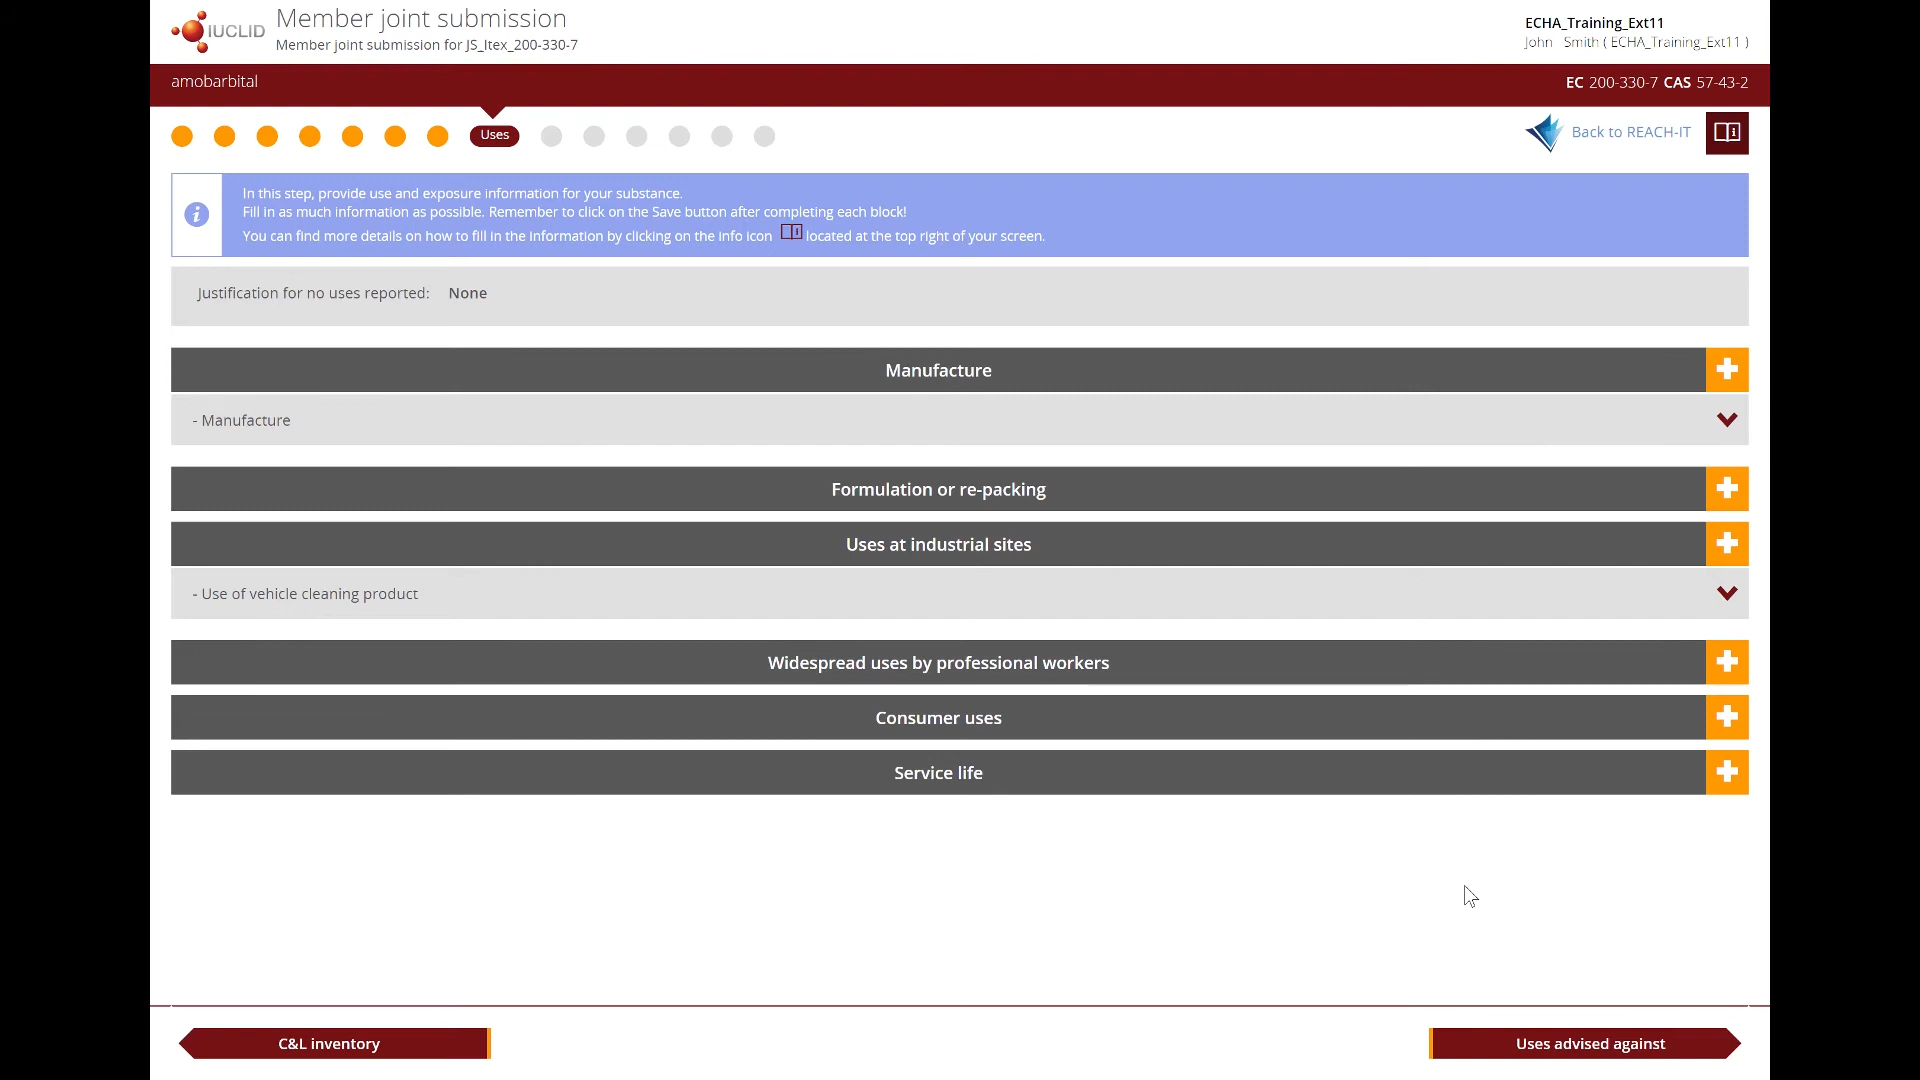 IUCLID
Member joint submission
Member joint submission for JS_Itex_200-330-7
ECHA_Training_Ext11
John Smith ( ECHA_Training_Ext11 )
amobarbital
EC 200-330-7 CAS 57-43-2
Uses
Back to REACH-IT
In this step, provide use and exposure information for your substance.
Fill in as much information as possible. Remember to click on the Save button after completing each block!
You can find more details on how to fill in the information by clicking on the info icon located at the top right of your screen.
Justification for no uses reported: None
Manufacture
- Manufacture
Formulation or re-packing
Uses at industrial sites
- Use of vehicle cleaning product
Widespread uses by professional workers
Consumer uses
Service life
C&L inventory
Uses advised against